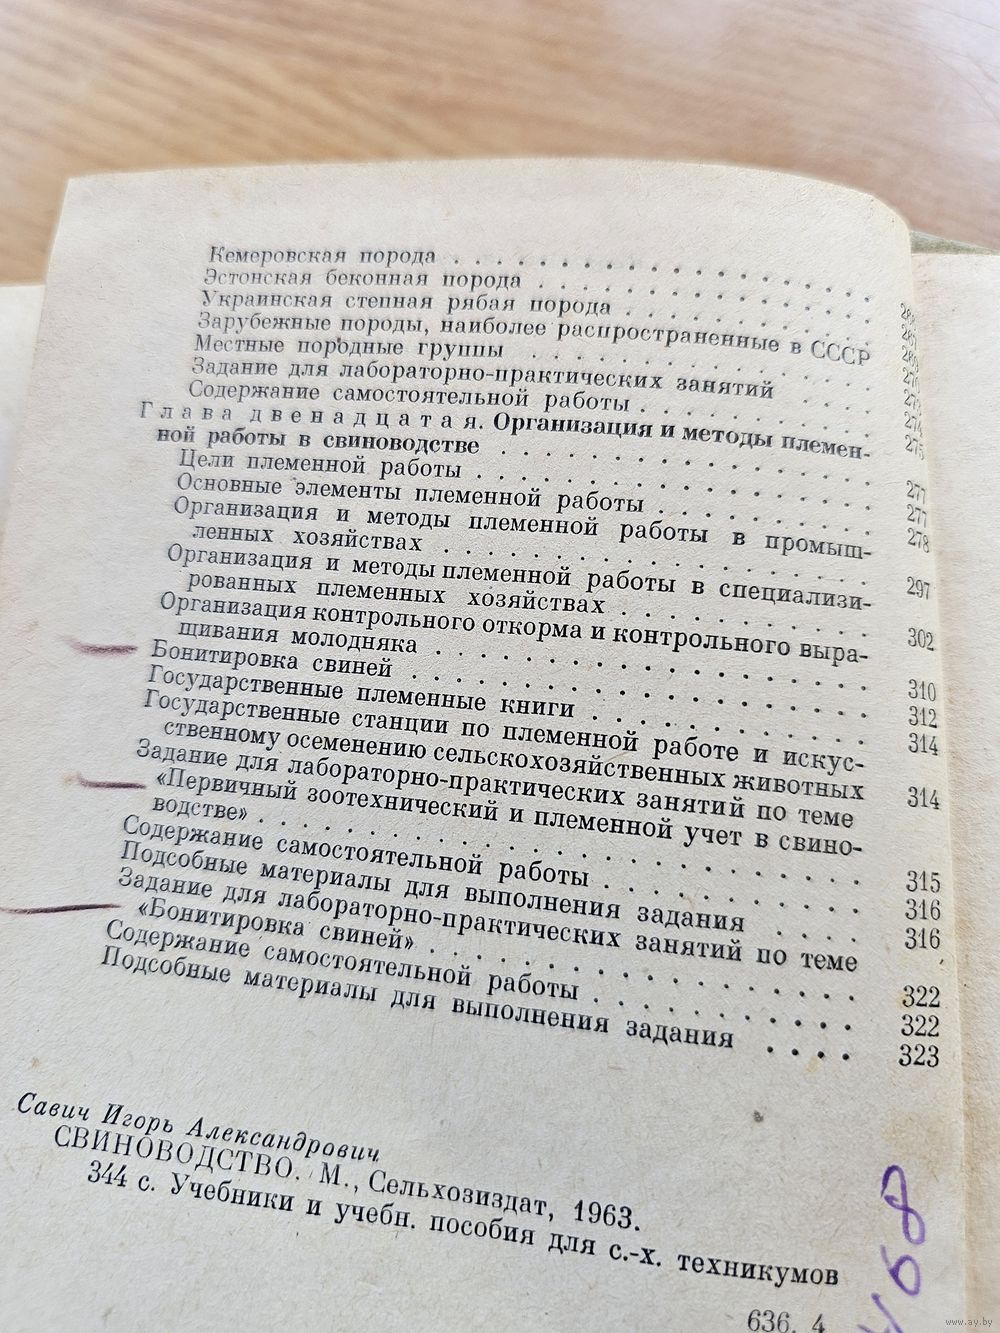 Кемеровская порода . . . . . . . . . . . . . . . . . .
Эстонская беконная порода . . . . . . . . . . . . . .
Украинская степная рябая порода . . . . . . . . . .
Зарубежные породы, наиболее распространенные в СССР
Местные породные группы . . . . . . . . . . . . . . .
Задание для лабораторно-практических занятий . . . . 273
Содержание самостоятельной работы . . . . . . . . . . 274
Глава двенадцатая. Организация и методы племен- 275
ной работы в свиноводстве . . . . . . . . . . . . . . .
Цели племенной работы . . . . . . . . . . . . . . . . . 277
Основные элементы племенной работы . . . . . . . . . 277
Организация и методы племенной работы в промыш- 278
ленных хозяйствах . . . . . . . . . . . . . . . . . .
Организация и методы племенной работы в специализи- 297
рованных племенных хозяйствах . . . . . . . . . . .
Организация контрольного откорма и контрольного выра- 302
щивания молодняка . . . . . . . . . . . . . . . . . . 310
Бонитировка свиней . . . . . . . . . . . . . . . . . . 312
Государственные племенные книги . . . . . . . . . . . 314
Государственные станции по племенной работе и искус-
ственному осеменению сельскохозяйственных животных 314
Задание для лабораторно-практических занятий по теме
«Первичный зоотехнический и племенной учет в свино-
водстве» . . . . . . . . . . . . . . . . . . . . . . . 315
Содержание самостоятельной работы . . . . . . . . . . 316
Подсобные материалы для выполнения задания . . . . 316
Задание для лабораторно-практических занятий по теме
«Бонитировка свиней» . . . . . . . . . . . . . . . . . 322
Содержание самостоятельной работы . . . . . . . . . . 322
Подсобные материалы для выполнения задания . . . . 323
Савич Игорь Александрович
СВИНОВОДСТВО. М., Сельхозиздат, 1963.
344 с. Учебники и учебн. пособия для с.-х. техникумов
636. 4
www.ay.by